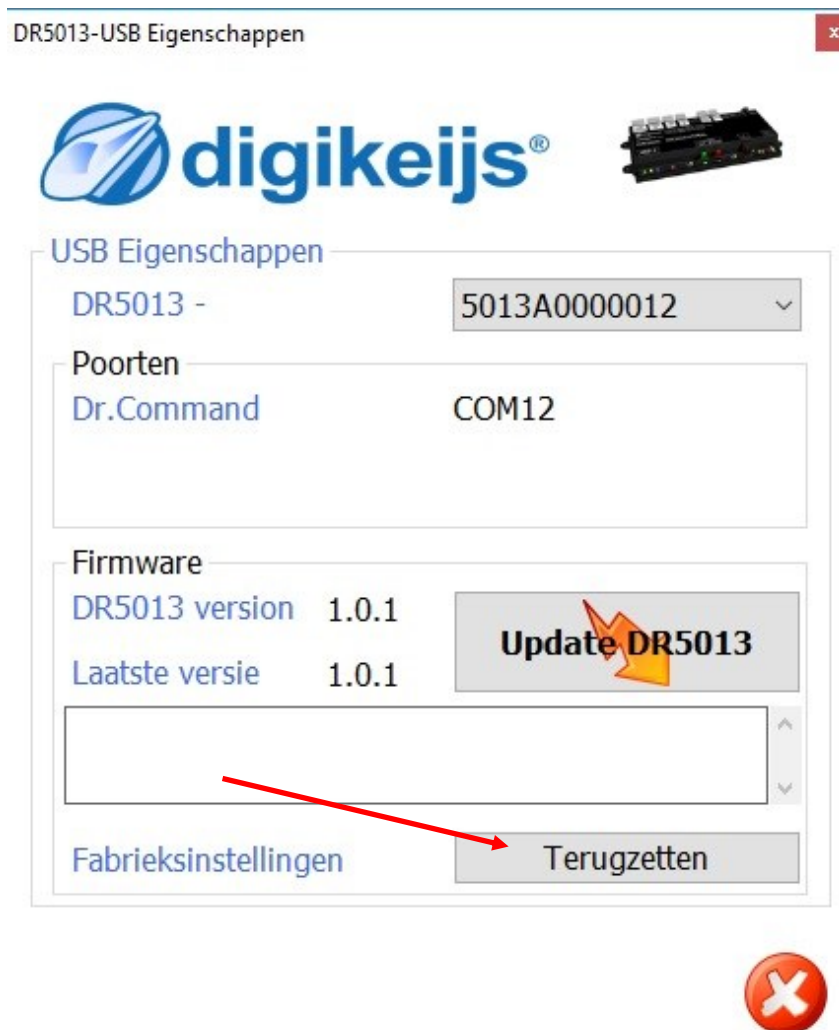 DR5013-USB Eigenschappen
x
digikeijs®
USB Eigenschappen
DR5013 - 5013A0000012
Poorten
Dr.Command COM12
Firmware
DR5013 version 1.0.1
Update DR5013
Laatste versie 1.0.1
Fabrieksinstellingen Terugzetten